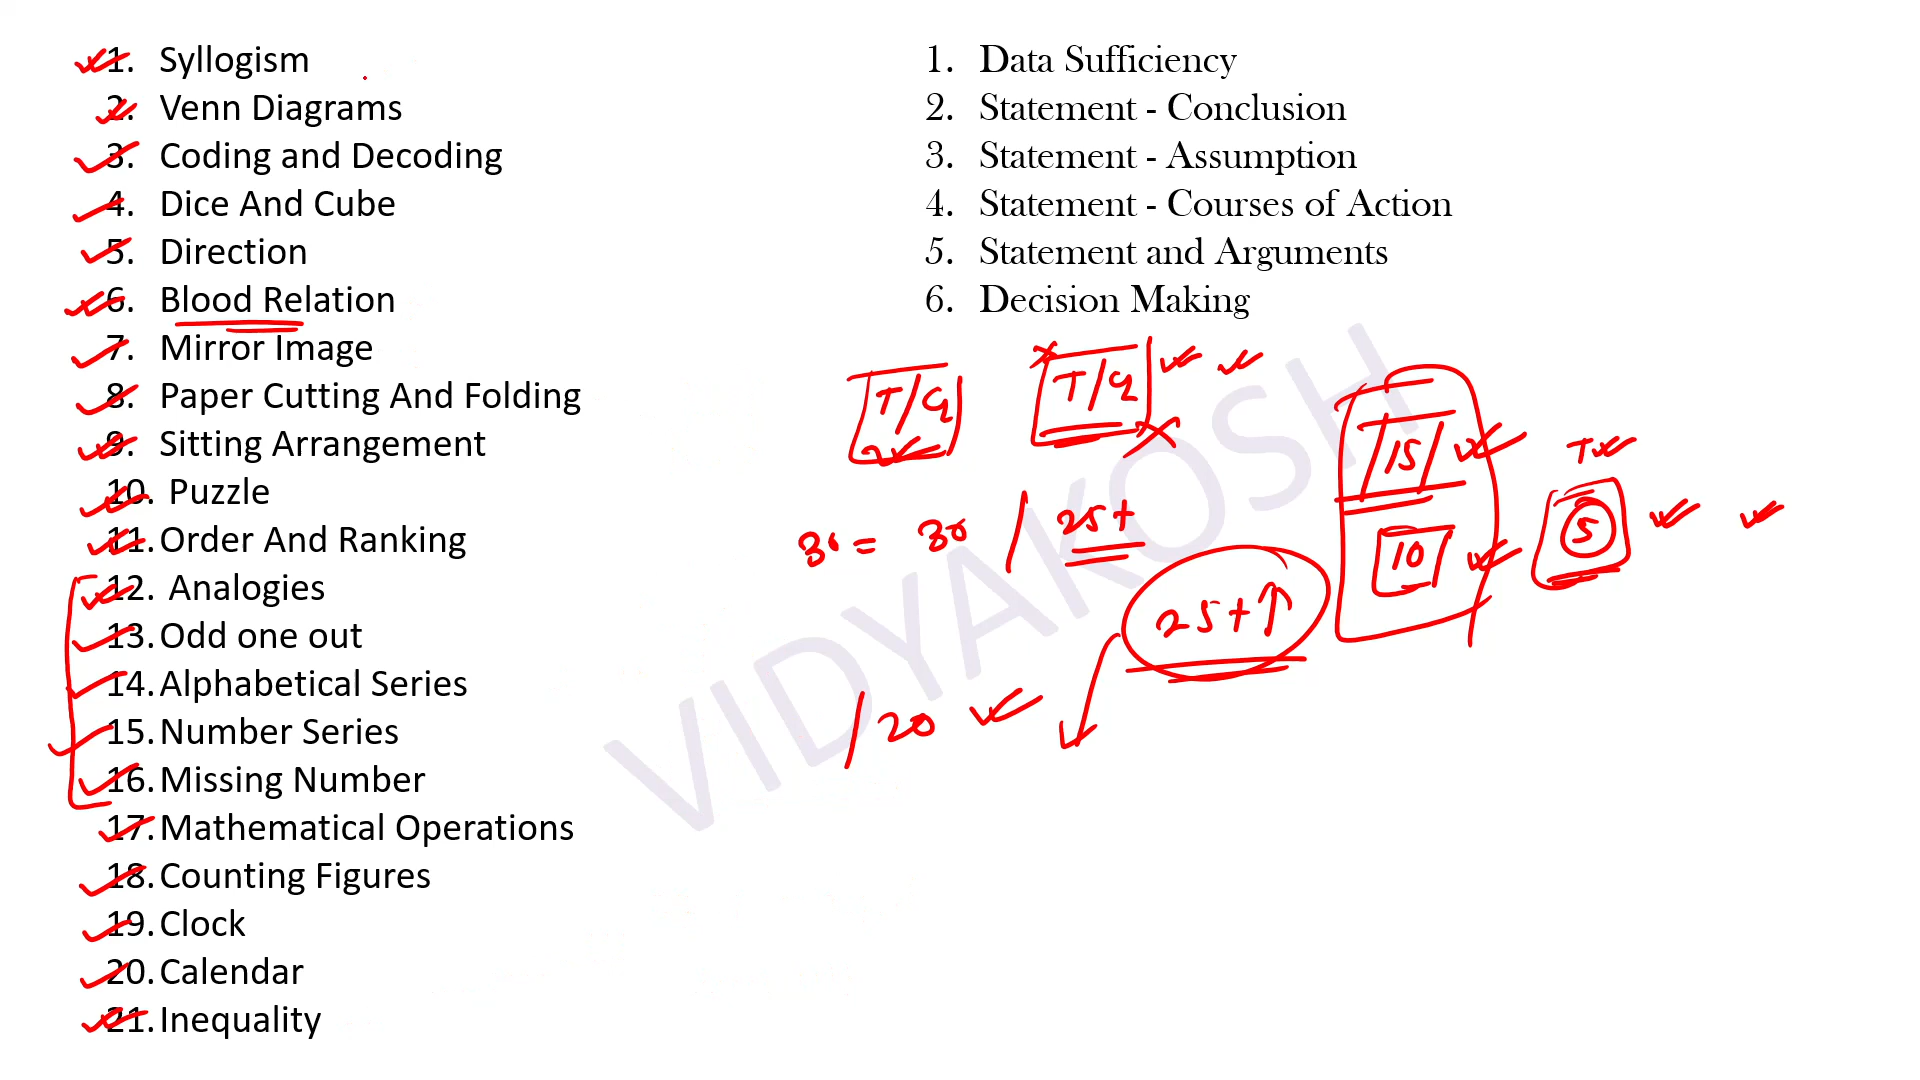 1. Syllogism
2. Venn Diagrams
3. Coding and Decoding
4. Dice And Cube
5. Direction
6. Blood Relation
7. Mirror Image
8. Paper Cutting And Folding
9. Sitting Arrangement
10. Puzzle
11. Order And Ranking
12. Analogies
13. Odd one out
14. Alphabetical Series
15. Number Series
16. Missing Number
17. Mathematical Operations
18. Counting Figures
19. Clock
20. Calendar
21. Inequality
1. Data Sufficiency
2. Statement - Conclusion
3. Statement - Assumption
4. Statement - Courses of Action
5. Statement and Arguments
6. Decision Making
T/Q T/Q
15 T
30 = 30 / 25+
10 5
25+↑
/20
VIDYAKOSH